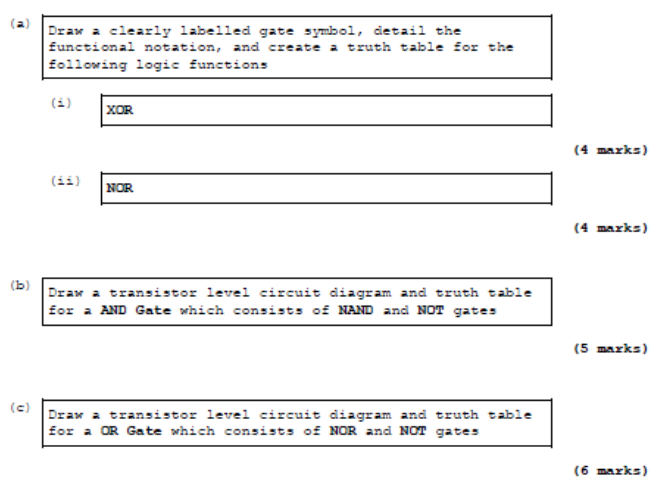 (a) Draw a clearly labelled gate symbol, detail the
functional notation, and create a truth table for the
following logic functions
(i) XOR
(4 marks)
(ii) NOR
(4 marks)
(b) Draw a transistor level circuit diagram and truth table
for a AND Gate which consists of NAND and NOT gates
(5 marks)
(c) Draw a transistor level circuit diagram and truth table
for a OR Gate which consists of NOR and NOT gates
(6 marks)